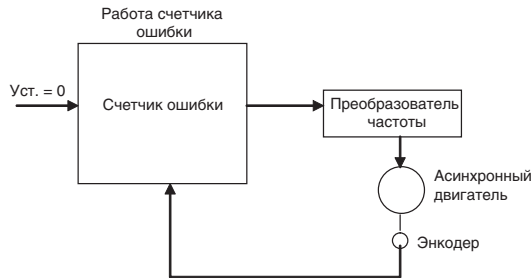 Работа счетчика
ошибки
Уст. = 0
Счетчик ошибки
Преобразователь
частоты
Асинхронный
двигатель
Энкодер